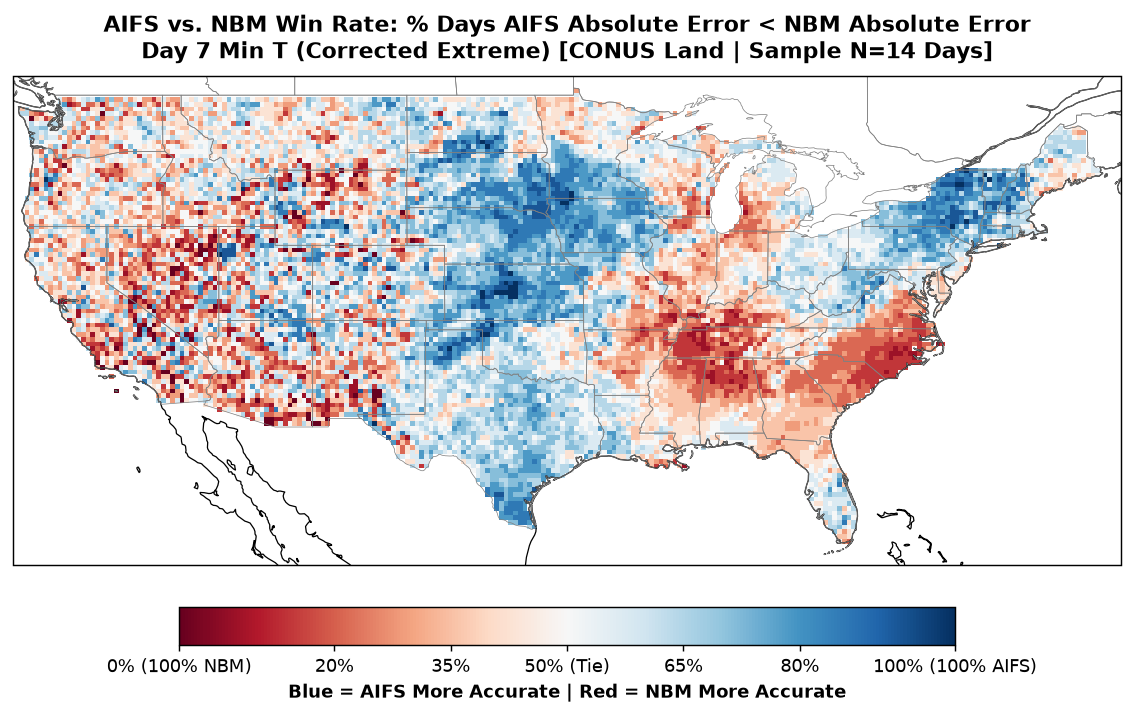 AIFS vs. NBM Win Rate: % Days AIFS Absolute Error < NBM Absolute Error
Day 7 Min T (Corrected Extreme) [CONUS Land | Sample N=14 Days]
0% (100% NBM) 20% 35% 50% (Tie) 65% 80% 100% (100% AIFS)
Blue = AIFS More Accurate | Red = NBM More Accurate